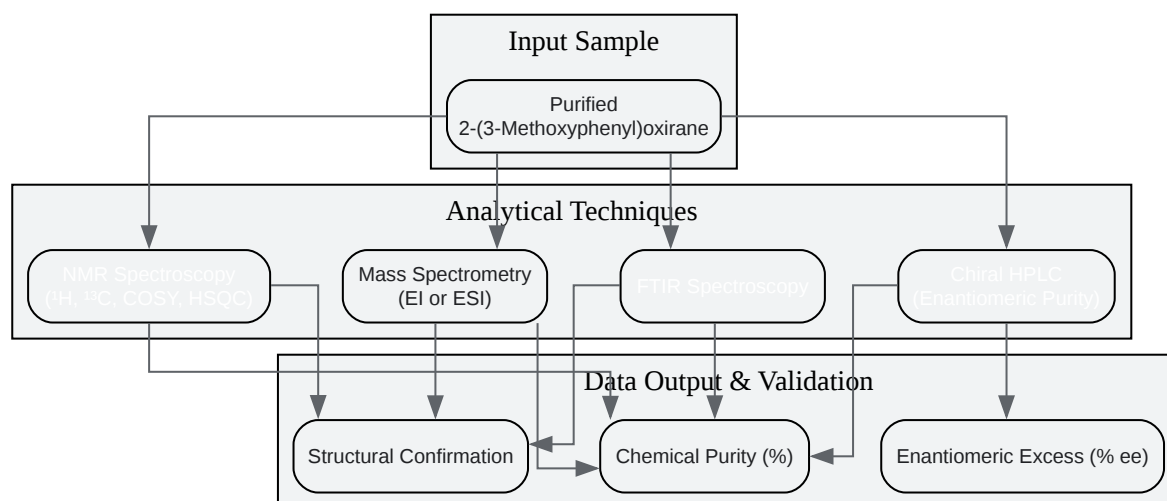 Input Sample
Purified
2-(3-Methoxyphenyl)oxirane
Analytical Techniques
NMR Spectroscopy
(¹H, ¹³C, COSY, HSQC)
Mass Spectrometry
(EI or ESI)
FTIR Spectroscopy
Chiral HPLC
(Enantiomeric Purity)
Data Output & Validation
Structural Confirmation
Chemical Purity (%)
Enantiomeric Excess (% ee)